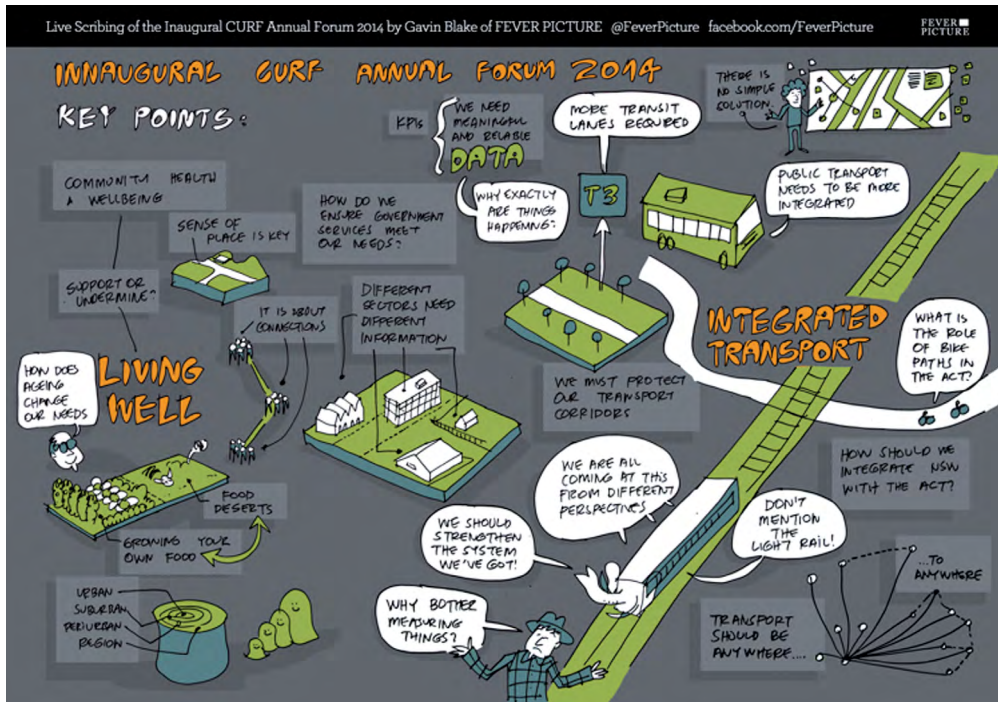 Live Scribing of the Inaugural CURF Annual Forum 2014 by Gavin Blake of FEVER PICTURE @FeverPicture facebook.com/FeverPicture
FEVER
PICTURE
INNAUGURAL CURF ANNUAL FORUM 2014
KEY POINTS:
KPIs
WE NEED
MEANINGFUL
AND RELABLE
DATA
WHY EXACTLY
ARE THINGS
HAPPENING?
MORE TRANSIT
LANES REQURED
T3
THERE IS
NO SIMPLE
SOLUTION.
PUBLIC TRANSPORT
NEEDS TO BE MORE
INTEGRATED
COMMUNITY HEALTH
& WELLBEING
SENSE OF
PLACE IS KEY
HOW DO WE
ENSURE GOVERNMENT
SERVICES MEET
OUR NEEDS?
SUPPORT OR
UNDERMINE?
IT IS ABOUT
CONNECTIONS
DIFFERENT
SECTORS NEED
DIFFERENT
INFORMATION
LIVING
WELL
HOW DOES
AGEING
CHANGE
OUR NEEDS
FOOD
DESERTS
GROWING YOUR
OWN FOOD
URBAN
SUBURBAN
PERIURBAN
REGION
WE MUST PROTECT
OUR TRANSPORT
CORRIDORS
INTEGRATED
TRANSPORT
WHAT IS
THE ROLE
OF BIKE
PATHS IN
THE ACT?
HOW SHOULD WE
INTEGRATE NSW
WITH THE ACT?
WE ARE ALL
COMING AT THIS
FROM DIFFERENT
PERSPECTIVES
WE SHOULD
STRENGTHEN
THE SYSTEM
WE'VE GOT!
DON'T
MENTION
THE
LIGHT RAIL!
WHY BOTHER
MEASURING
THINGS?
TRANSPORT
SHOULD BE
ANYWHERE....
...TO
ANYWHERE